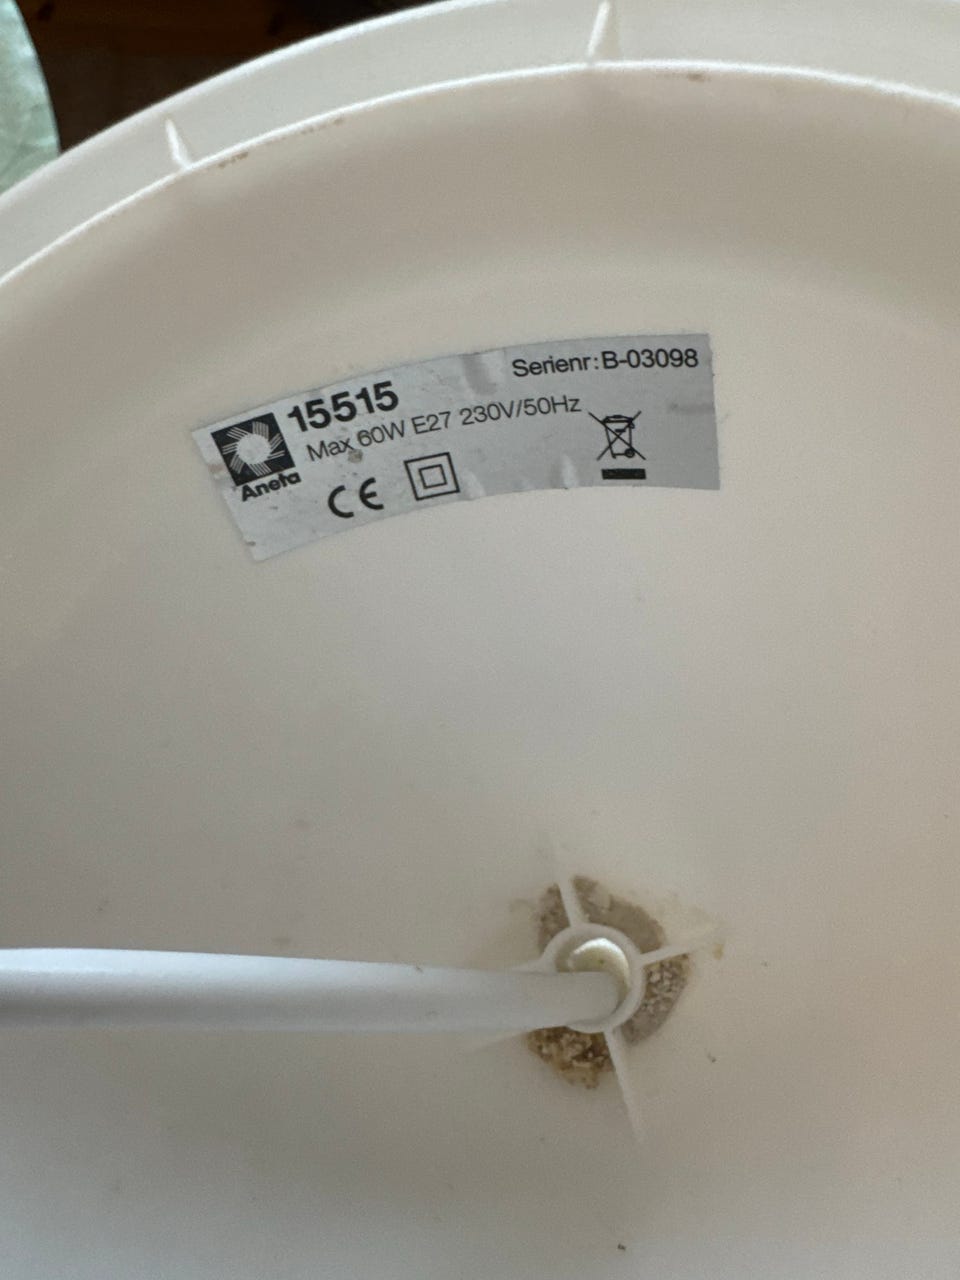 Serienr: B-03098
15515
Max 60W E27 230V/50Hz
Aneta
CE